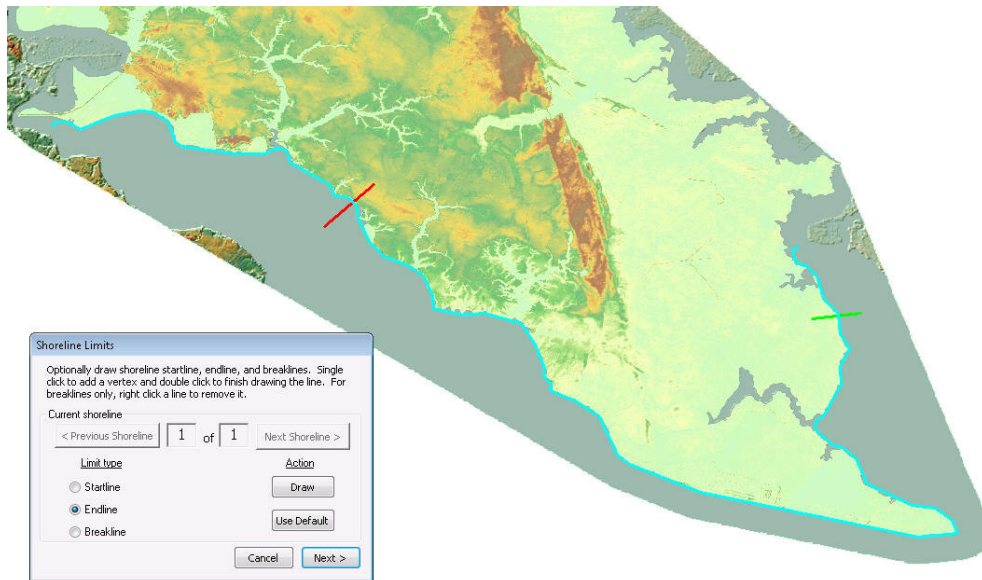 Shoreline Limits
Optionally draw shoreline startline, endline, and breaklines. Single
click to add a vertex and double click to finish drawing the line. For
breaklines only, right click a line to remove it.
Current shoreline
< Previous Shoreline 1 of 1 Next Shoreline >
Limit type Action
Startline Draw
Endline
Use Default
Breakline
Cancel Next >